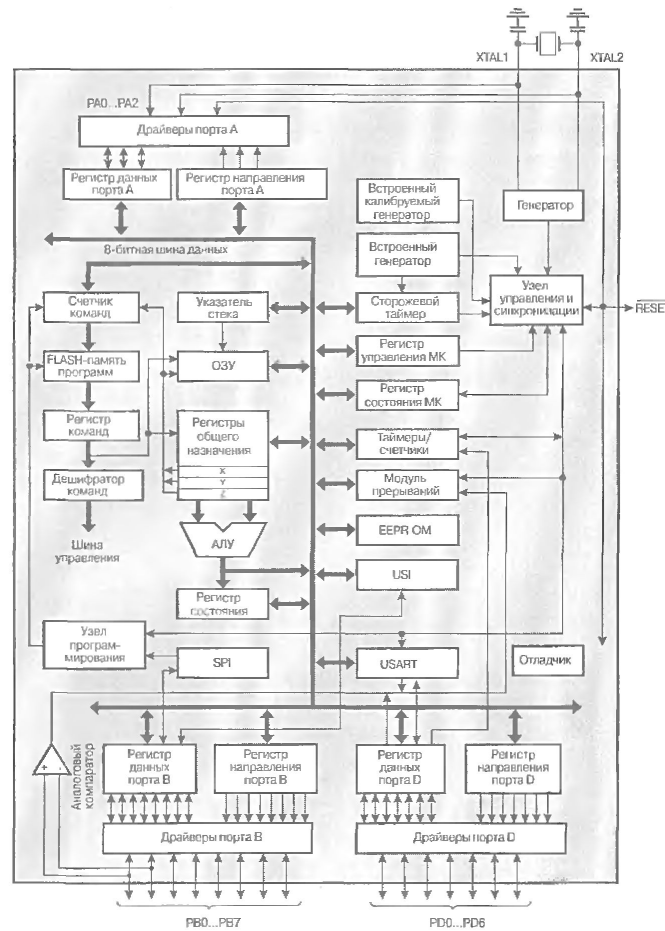 XTAL1
XTAL2
PA0...PA2
Драйверы порта A
Регистр данных
порта A
Регистр направления
порта A
Встроенный
калибруемый
генератор
Генератор
8-битная шина данных
Встроенный
генератор
Счетчик
команд
Указатель
стека
Сторожевой
таймер
Узел
управления и
синхронизации
RESE
FLASH-память
программ
ОЗУ
Регистр
управления МК
Регистр
состояния МК
Регистр
команд
Регистры
общего
назначения
X
Y
Z
Таймеры/
счетчики
Дешифратор
команд
Модуль
прерываний
Шина
управления
АЛУ
EEPR OM
USI
Регистр
состояния
Узел
програм-
мирования
SPI
USART
Отладчик
Аналоговый
компаратор
+ -
Регистр
данных
порта B
Регистр
направления
порта B
Регистр
данных
порта D
Регистр
направления
порта D
Драйверы порта B
Драйверы порта D
PB0...PB7
PD0...PD6